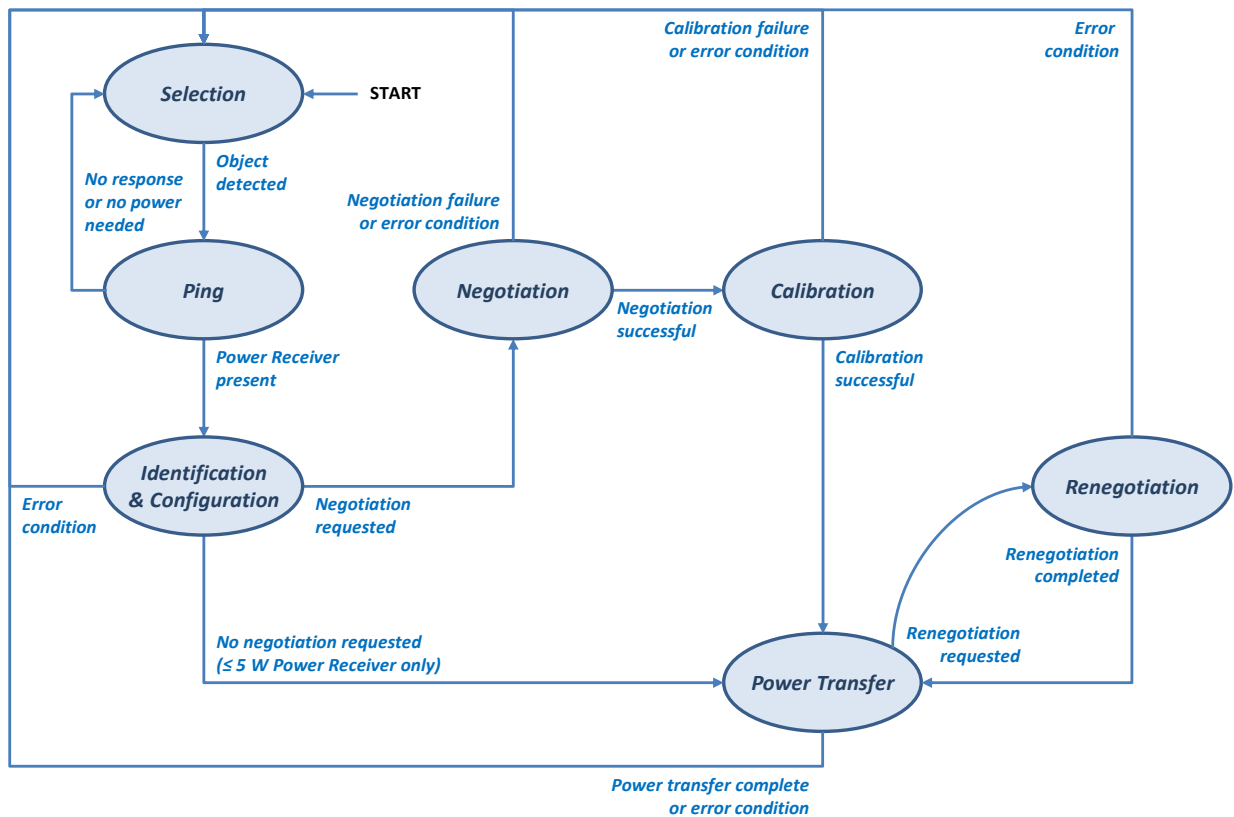 Calibration failure
or error condition
Error
condition
Selection
START
Object
detected
No response
or no power
needed
Negotiation failure
or error condition
Ping
Negotiation
Calibration
Negotiation
successful
Power Receiver
present
Calibration
successful
Identification
& Configuration
Renegotiation
Error
condition
Negotiation
requested
Renegotiation
completed
No negotiation requested
(≤ 5 W Power Receiver only)
Renegotiation
requested
Power Transfer
Power transfer complete
or error condition